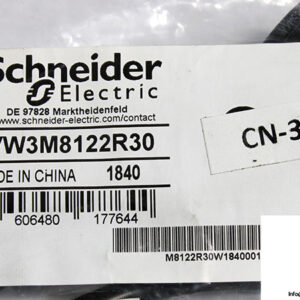 Schneider
Electric
DE 97828 Marktheidenfeld
www.schneider-electric.com/contact
VW3M8122R30
CN-3
MADE IN CHINA 1840
606480 177644
M8122R30W1840001